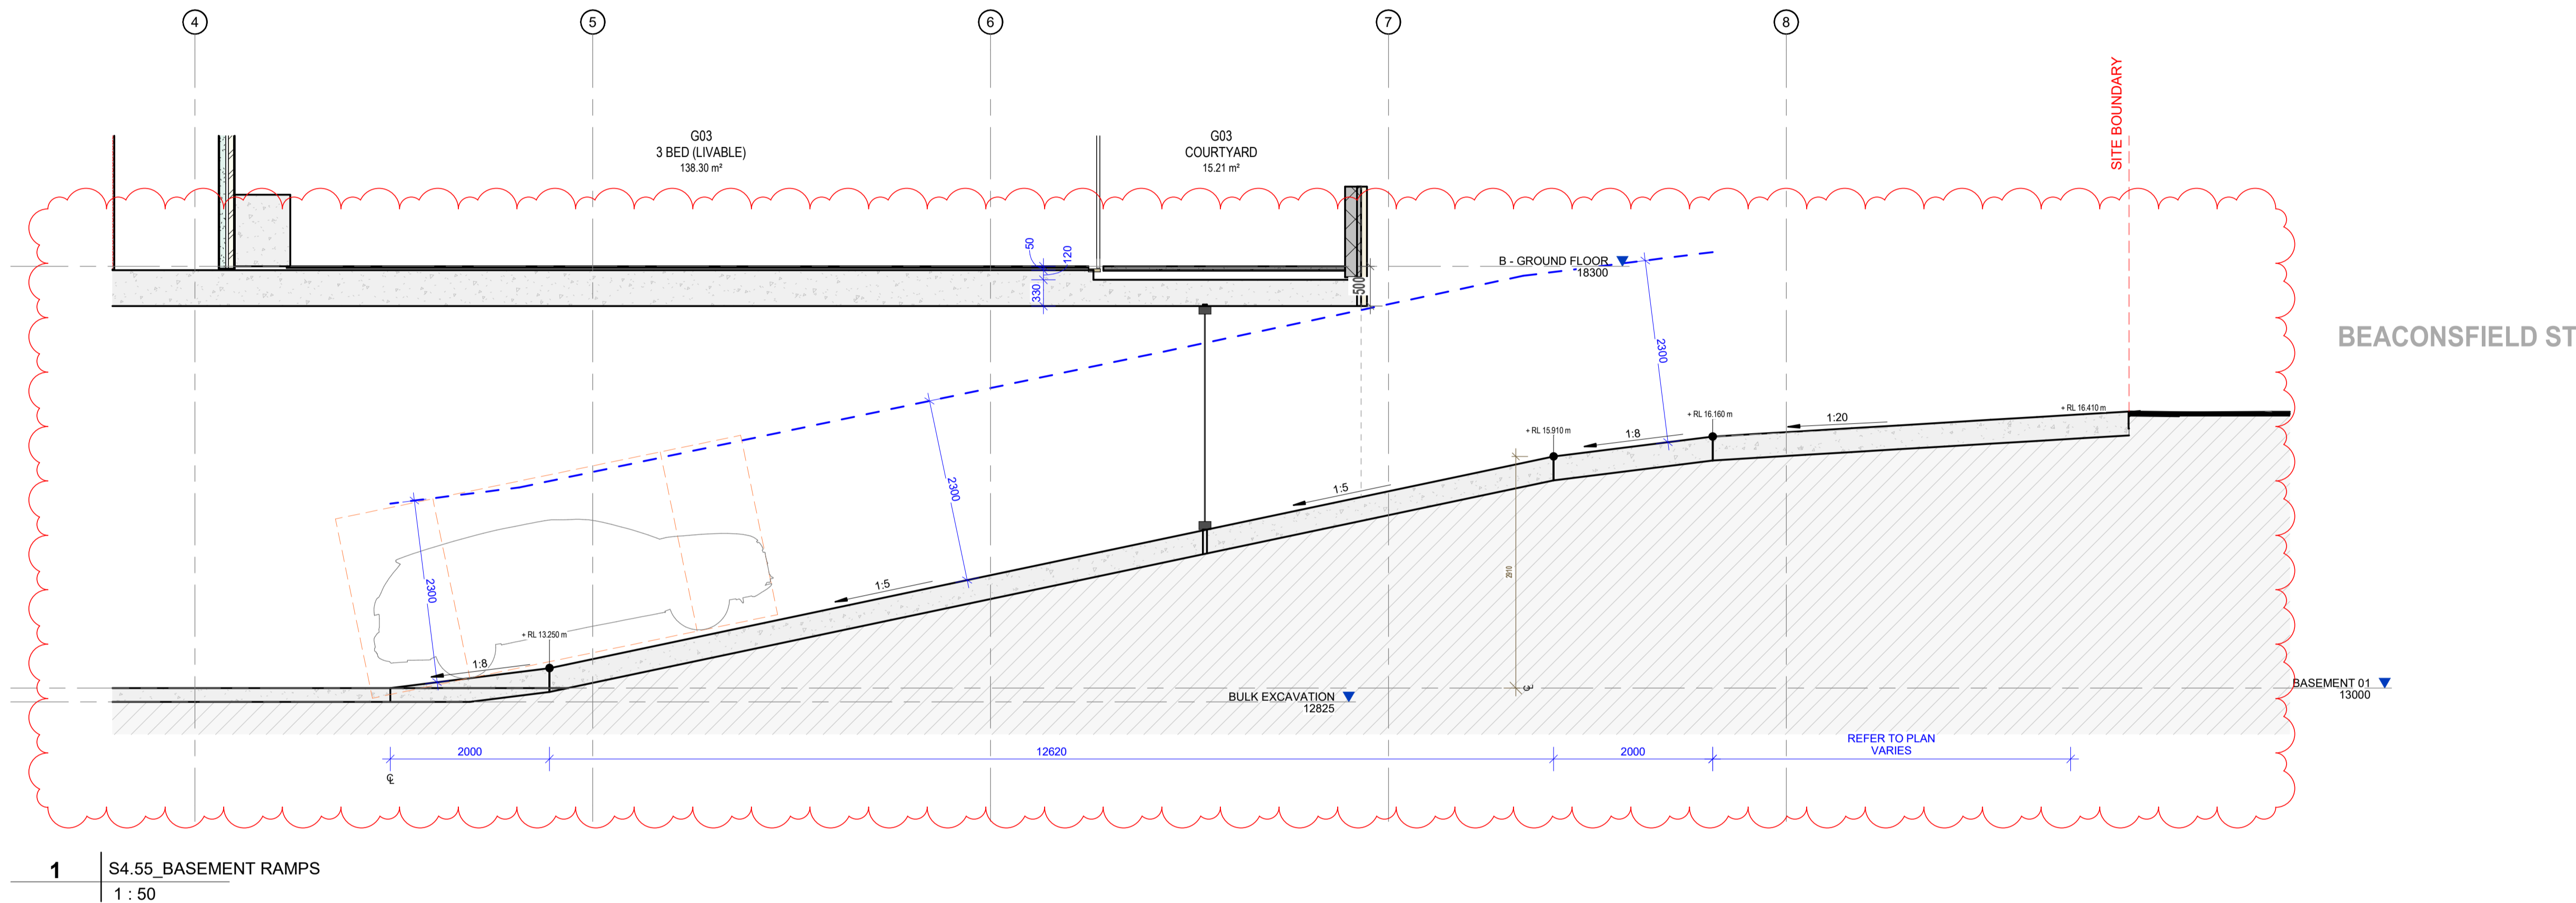 4
5
6
7
8
SITE BOUNDARY
G03
3 BED (LIVABLE)
138.30 m²
G03
COURTYARD
15.21 m²
50
120
330
500
B - GROUND FLOOR
18300
BEACONSFIELD ST
2300
2300
2300
+ RL 16.410 m
1:20
+ RL 16.160 m
1:8
+ RL 15.910 m
1:5
2910
1:5
+ RL 13.250 m
1:8
℄
BULK EXCAVATION
12825
BASEMENT 01
13000
2000
12620
2000
REFER TO PLAN
VARIES
℄
1
S4.55_BASEMENT RAMPS
1 : 50